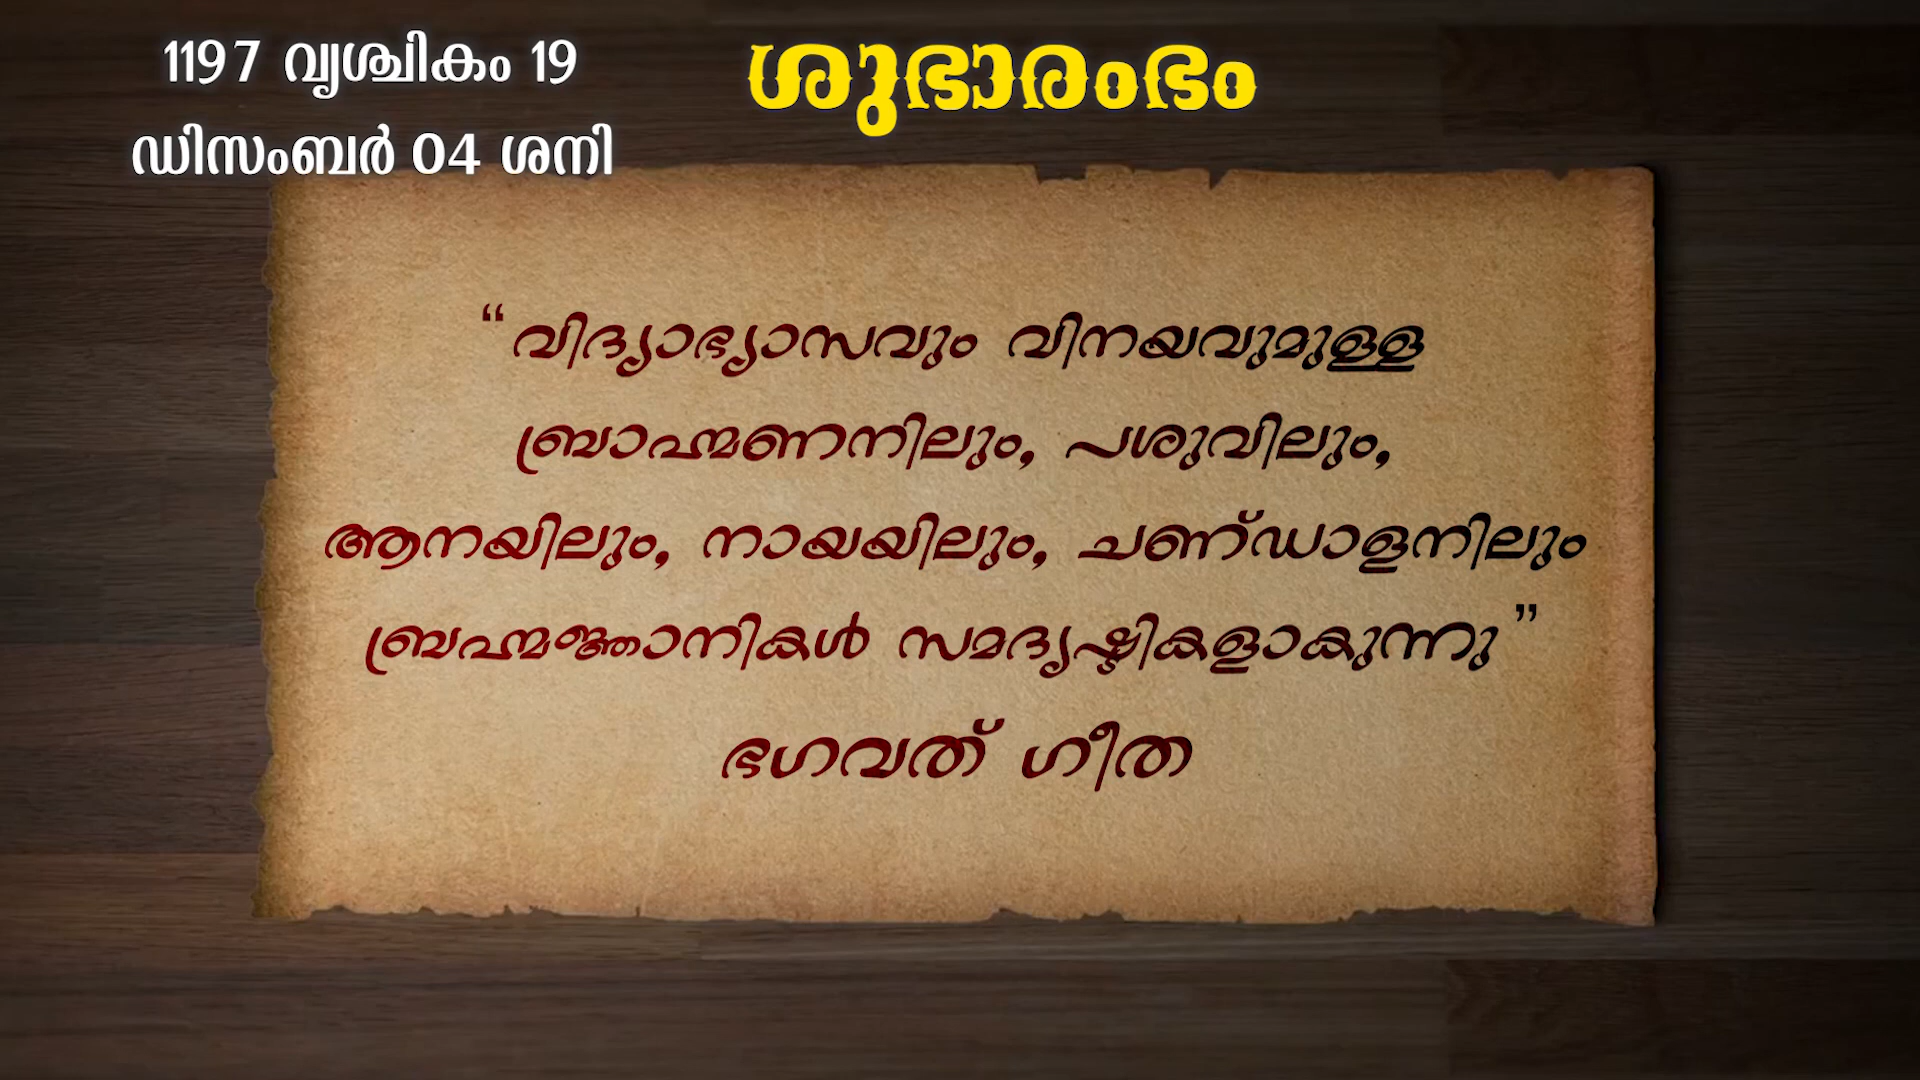 1197 വൃശ്ചികം 19
ഡിസംബർ 04 ശനി
ശുഭാരംഭം
“വിദ്യാഭ്യാസവും വിനയവുമുള്ള
ബ്രാഹ്മണനിലും, പശുവിലും,
ആനയിലും, നായയിലും, ചണ്ഡാളനിലും
ബ്രഹ്മജ്ഞാനികൾ സമദൃഷ്ടികളാകുന്നു”
ഭഗവത് ഗീത